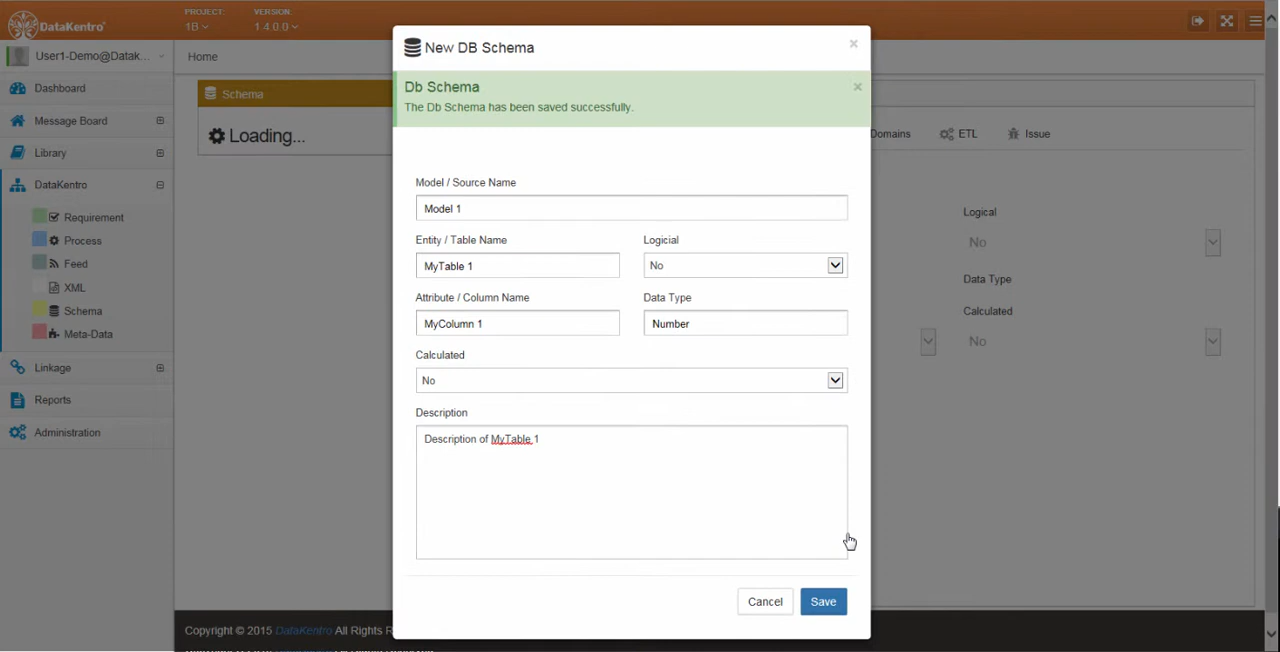 DataKentro
PROJECT:
1B
VERSION:
1.4.0.0
User1-Demo@Datak...
Home
Dashboard
Message Board
Library
DataKentro
Requirement
Process
Feed
XML
Schema
Meta-Data
Linkage
Reports
Administration
Schema
Loading...
New DB Schema
×
Db Schema
×
The Db Schema has been saved successfully.
Model / Source Name
Model 1
Entity / Table Name
Logicial
MyTable 1
No
Attribute / Column Name
Data Type
MyColumn 1
Number
Calculated
No
Description
Description of MyTable 1
Cancel
Save
Domains
ETL
Issue
Logical
No
Data Type
Calculated
No
Copyright © 2015 DataKentro All Rights R